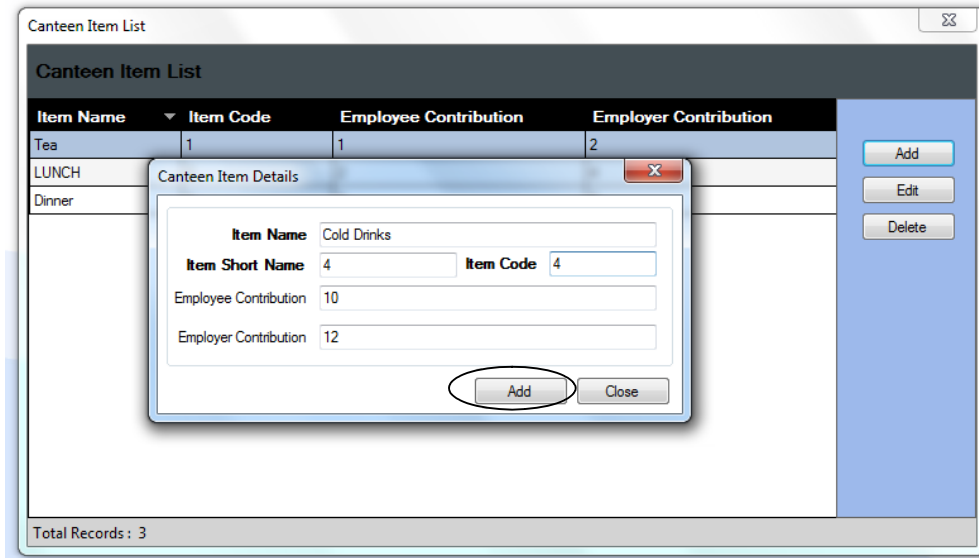 Canteen Item List
Canteen Item List
Item Name Item Code Employee Contribution Employer Contribution
Tea 1 1 2
LUNCH
Dinner
Add
Edit
Delete
Canteen Item Details
Item Name Cold Drinks
Item Short Name 4 Item Code 4
Employee Contribution 10
Employer Contribution 12
Add Close
Total Records : 3